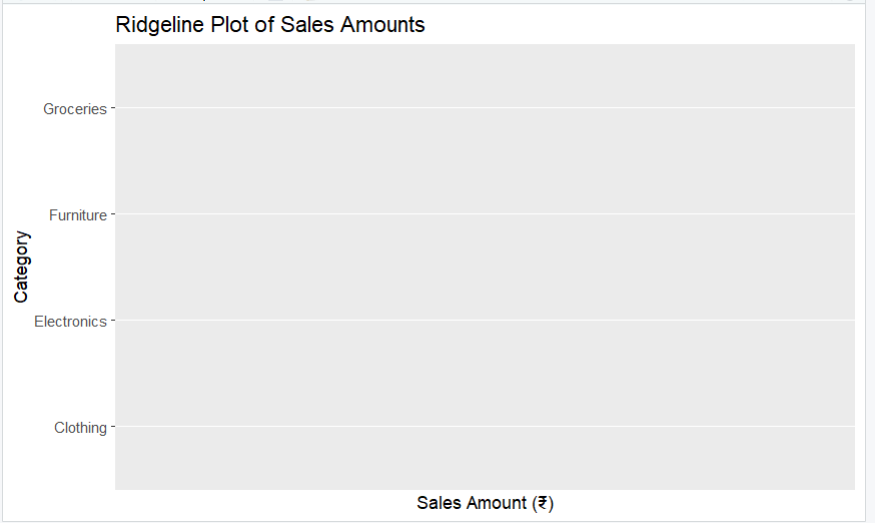 Ridgeline Plot of Sales Amounts
Groceries
Furniture
Electronics
Clothing
Category
Sales Amount (₹)